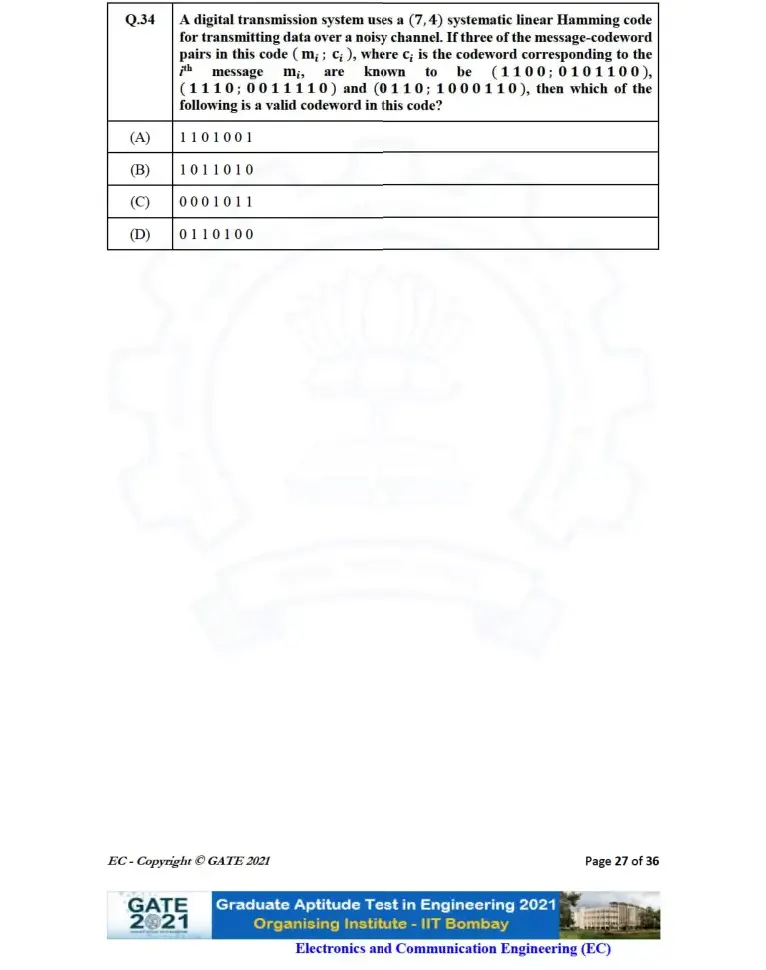 Q.34 A digital transmission system uses a (7, 4) systematic linear Hamming code
for transmitting data over a noisy channel. If three of the message-codeword
pairs in this code ( mᵢ ; cᵢ ), where cᵢ is the codeword corresponding to the
iᵗʰ message mᵢ, are known to be ( 1 1 0 0 ; 0 1 0 1 1 0 0 ),
( 1 1 1 0 ; 0 0 1 1 1 1 0 ) and (0 1 1 0 ; 1 0 0 0 1 1 0 ), then which of the
following is a valid codeword in this code?
(A) 1 1 0 1 0 0 1
(B) 1 0 1 1 0 1 0
(C) 0 0 0 1 0 1 1
(D) 0 1 1 0 1 0 0
EC - Copyright © GATE 2021 Page 27 of 36
GATE
2021
Graduate Aptitude Test in Engineering 2021
Organising Institute - IIT Bombay
Electronics and Communication Engineering (EC)